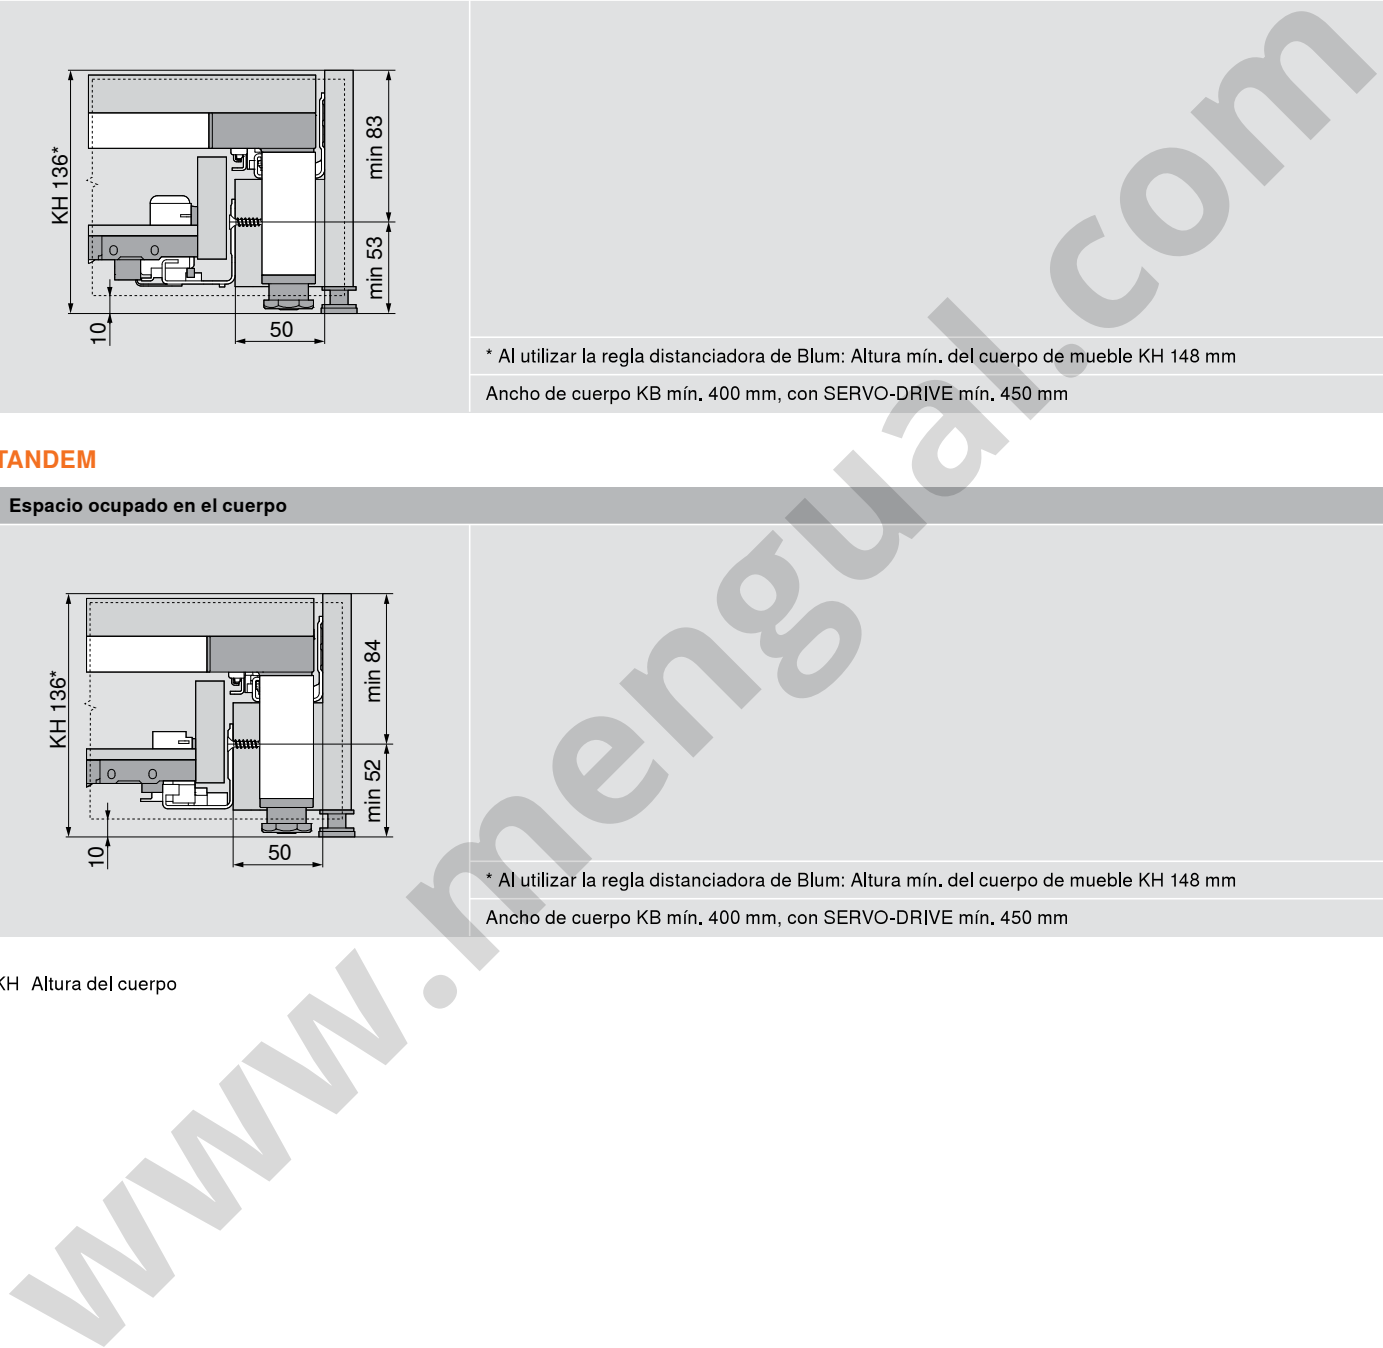 KH 136*
min 83
min 53
10
50
* Al utilizar la regla distanciadora de Blum: Altura mín. del cuerpo de mueble KH 148 mm
Ancho de cuerpo KB mín. 400 mm, con SERVO-DRIVE mín. 450 mm
TANDEM
Espacio ocupado en el cuerpo
KH 136*
min 84
min 52
10
50
* Al utilizar la regla distanciadora de Blum: Altura mín. del cuerpo de mueble KH 148 mm
Ancho de cuerpo KB mín. 400 mm, con SERVO-DRIVE mín. 450 mm
KH Altura del cuerpo
www.mengual.com